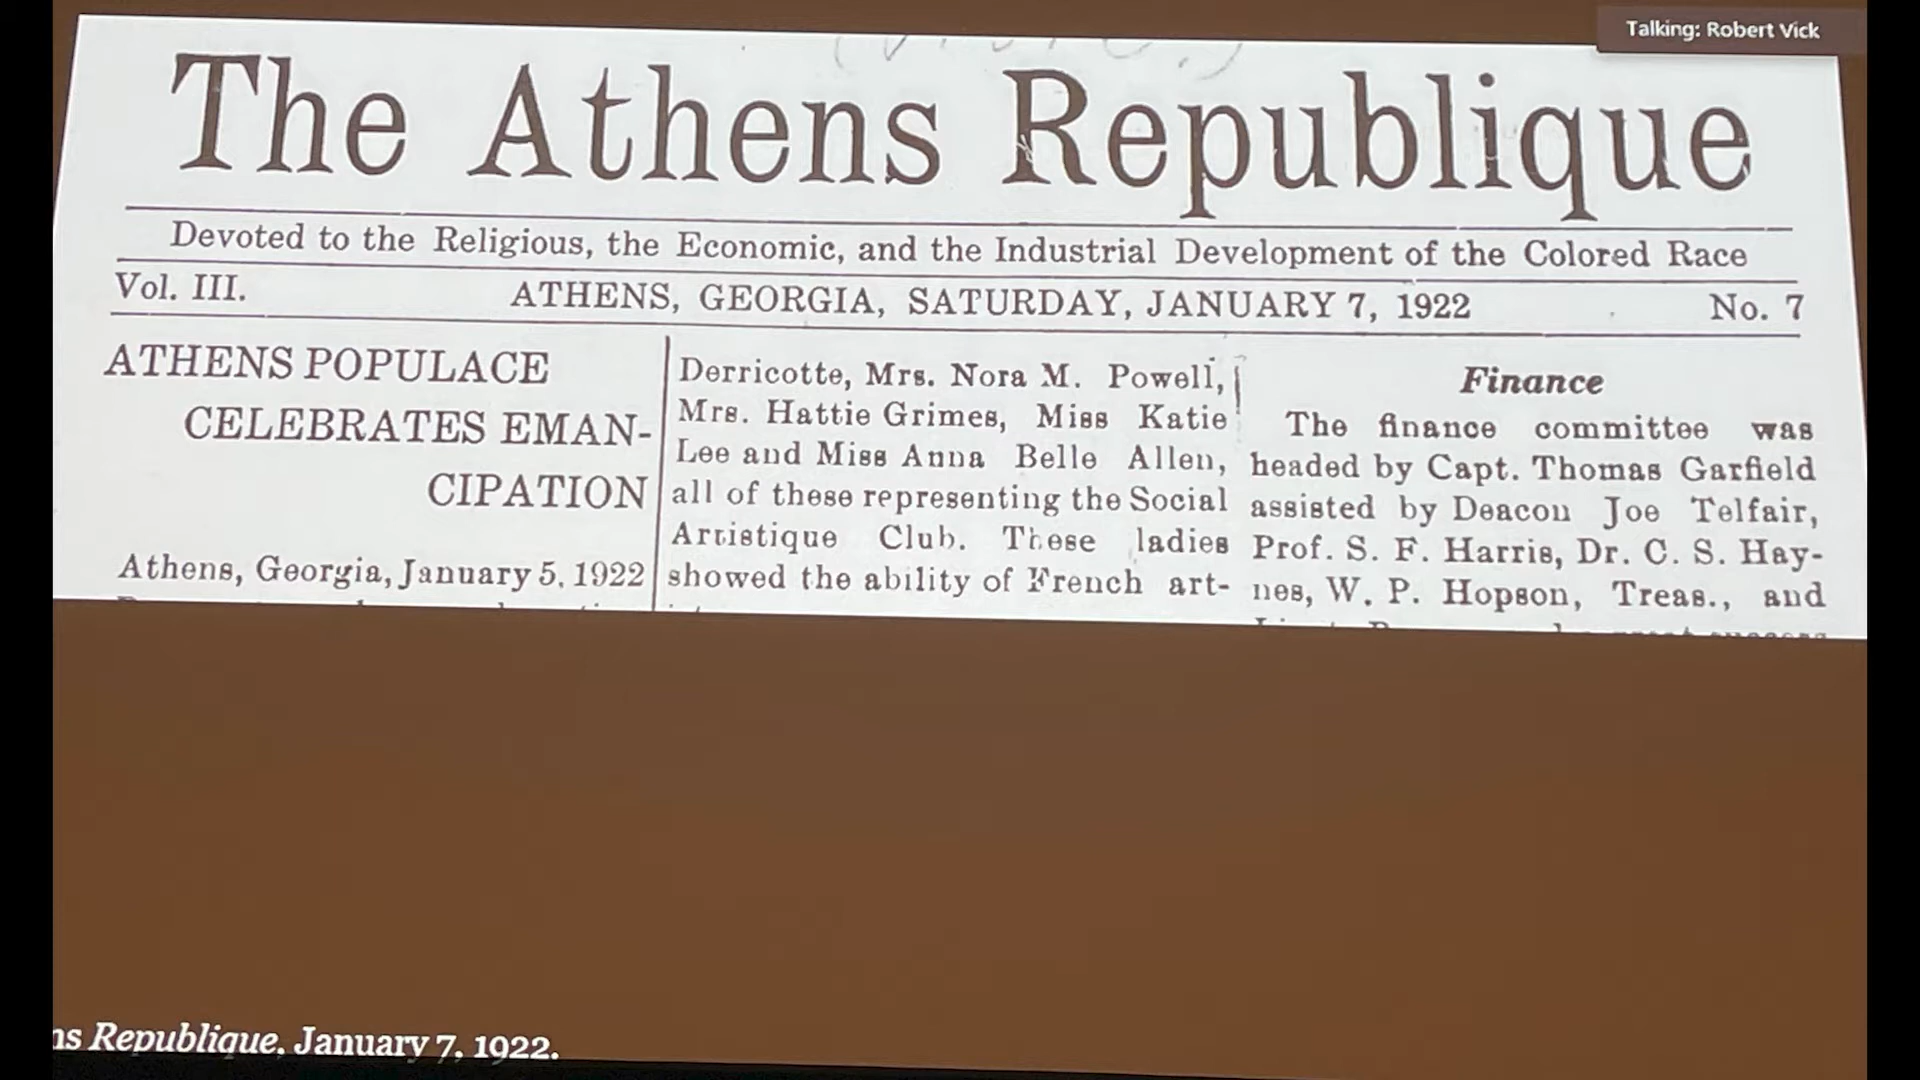 Talking: Robert Vick
The Athens Republique
Devoted to the Religious, the Economic, and the Industrial Development of the Colored Race
Vol. III. ATHENS, GEORGIA, SATURDAY, JANUARY 7, 1922 No. 7
ATHENS POPULACE
CELEBRATES EMAN-
CIPATION
Athens, Georgia, January 5, 1922
Derricotte, Mrs. Nora M. Powell,
Mrs. Hattie Grimes, Miss Katie
Lee and Miss Anna Belle Allen,
all of these representing the Social
Artistique Club. These ladies
showed the ability of French art-
Finance
The finance committee was
headed by Capt. Thomas Garfield
assisted by Deacon Joe Telfair,
Prof. S. F. Harris, Dr. C. S. Hay-
nes, W. P. Hopson, Treas., and
ns Republique, January 7, 1922.